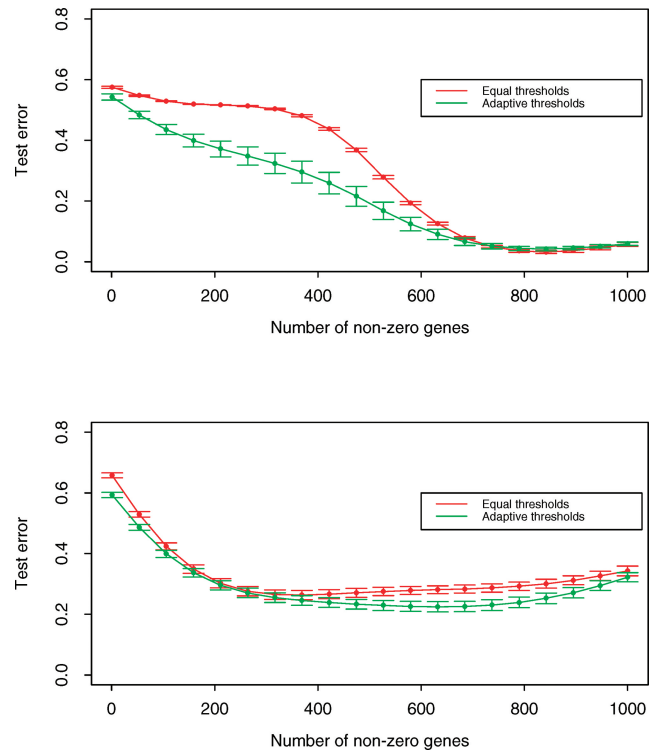 0.8
0.6
0.4
0.2
0.0
Test error
Equal thresholds
Adaptive thresholds
0 200 400 600 800 1000
Number of non-zero genes
0.8
0.6
0.4
0.2
0.0
Test error
Equal thresholds
Adaptive thresholds
0 200 400 600 800 1000
Number of non-zero genes